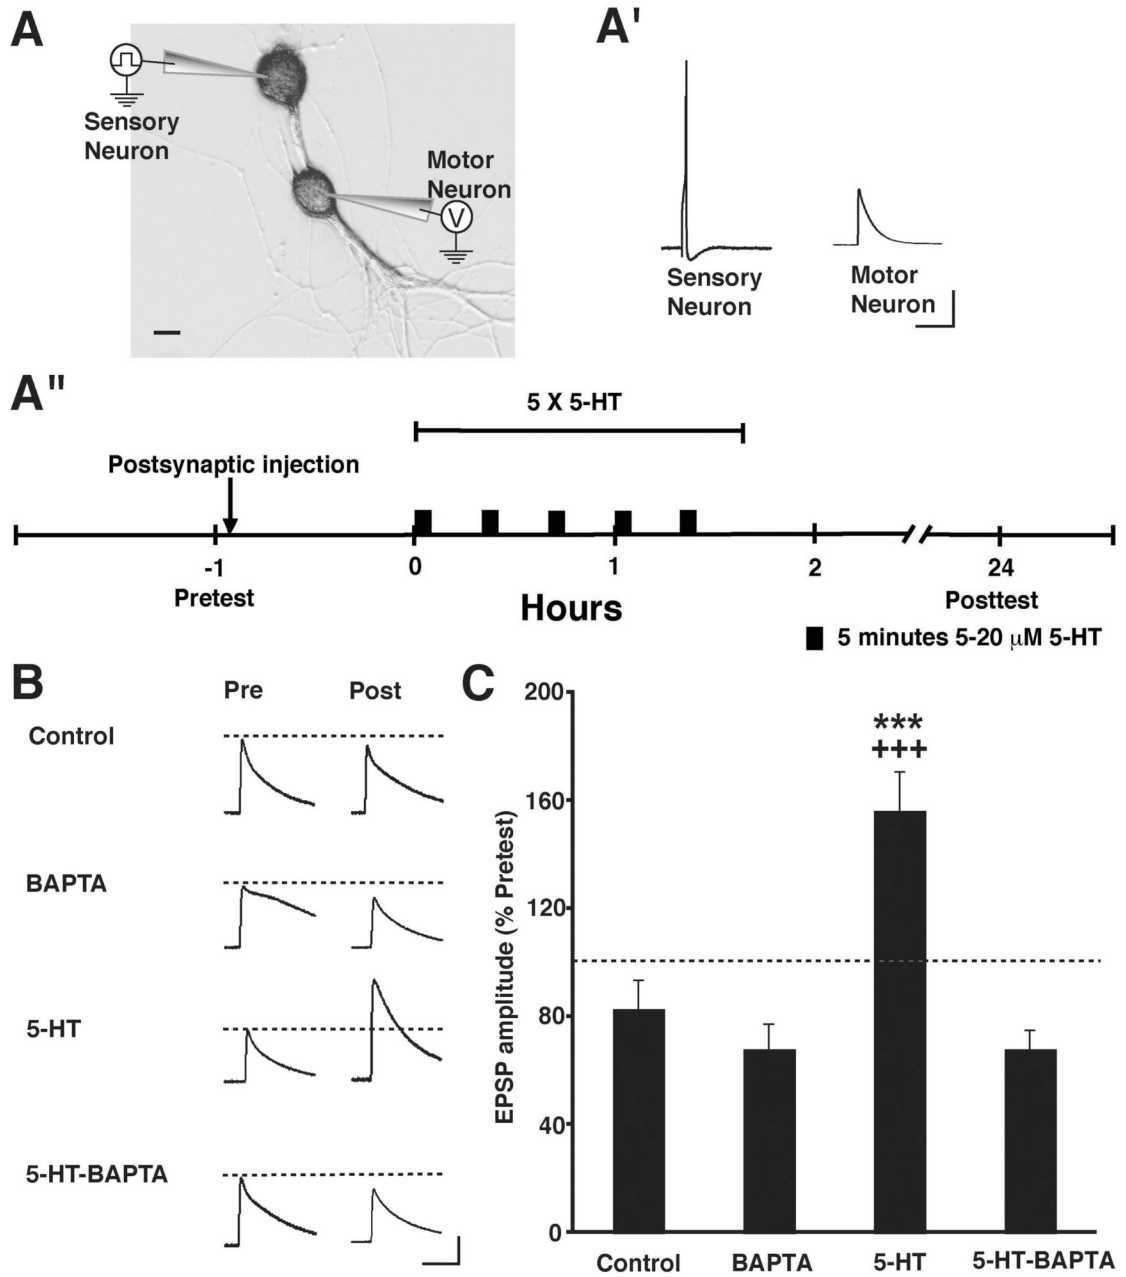 A
Sensory
Neuron
Motor
Neuron
V
A'
Sensory
Neuron
Motor
Neuron
A"
5 X 5-HT
Postsynaptic injection
-1 0 1 2 24
Pretest Hours Posttest
5 minutes 5-20 μM 5-HT
B
Pre Post
Control
BAPTA
5-HT
5-HT-BAPTA
C
EPSP amplitude (% Pretest)
200
160
120
80
40
0
***
+++
Control BAPTA 5-HT 5-HT-BAPTA